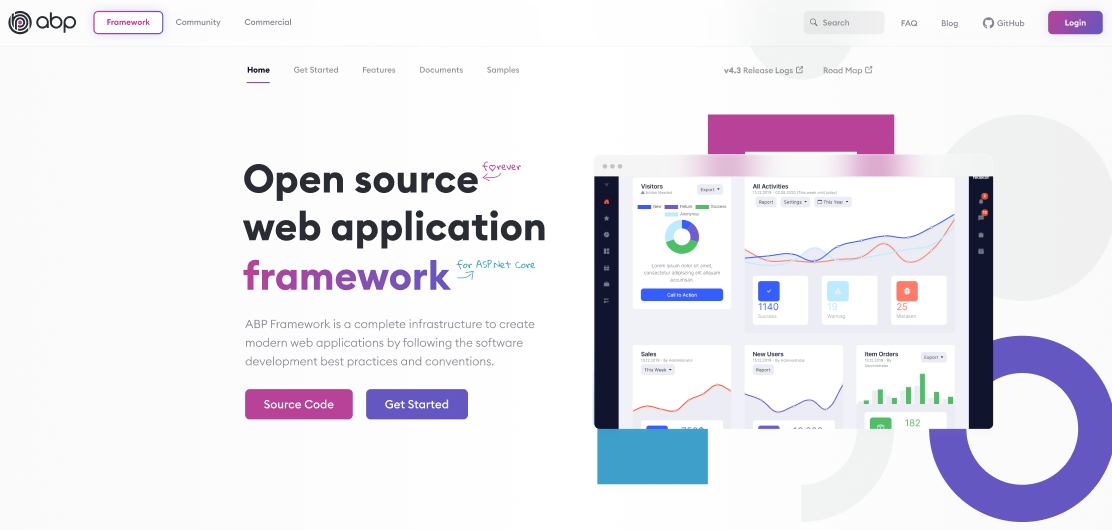 abp
Framework
Community
Commercial
Search
FAQ
Blog
GitHub
Login
Home
Get Started
Features
Documents
Samples
v4.3 Release Logs
Road Map
Open source
forever
web application
framework
for ASP.Net Core
ABP Framework is a complete infrastructure to create
modern web applications by following the software
development best practices and conventions.
Source Code
Get Started
Visitors
Export
New
Return
Success
Anonymous
Lorem ipsum dolor sit amet,
consectetur adipiscing elit aliquam
accumsan
Call to Action
All Activities
Report
Settings
This Year
1140
Success
19
Warning
25
Mistaken
Sales
This Week
New Users
Report
Item Orders
Export
182